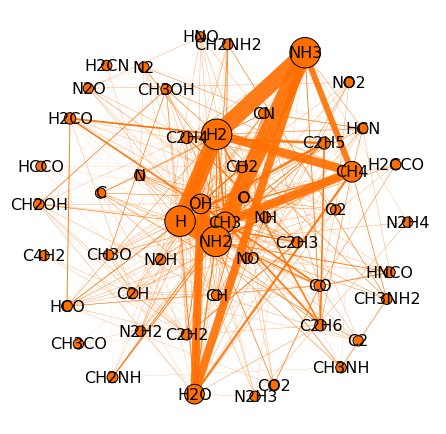 HNO
CH2NH2
NH3
H2CN
N2
NO2
N2O
CH3OH
CN
H2CO
H2
C2H4
HCN
C2H5
HCCO
CH2
CH4
H2CCO
N
C
O
CH2OH
OH
O2
H
CH3
NH
N2H4
NH2
C2H3
C4H2
CH3O
N2H
NO
HNCO
CO
C2H
CH
CH3NH2
HCO
C2H6
N2H2
C2H2
CH3CO
C2
CH3NH
CH2NH
CO2
H2O
N2H3